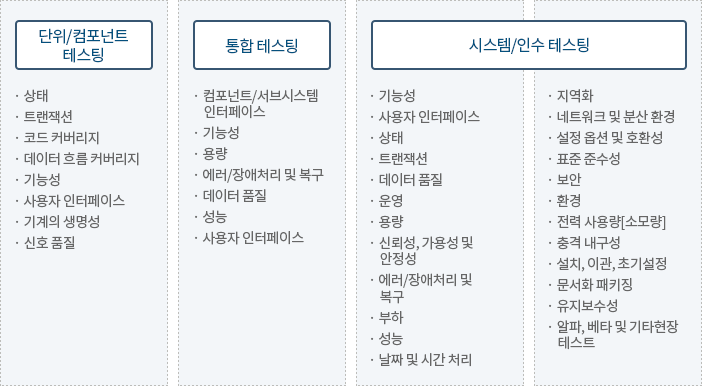 단위/컴포넌트
테스팅
· 상태
· 트랜잭션
· 코드 커버리지
· 데이터 흐름 커버리지
· 기능성
· 사용자 인터페이스
· 기계의 생명성
· 신호 품질
통합 테스팅
· 컴포넌트/서브시스템
인터페이스
· 기능성
· 용량
· 에러/장애처리 및 복구
· 데이터 품질
· 성능
· 사용자 인터페이스
시스템/인수 테스팅
· 기능성
· 사용자 인터페이스
· 상태
· 트랜잭션
· 데이터 품질
· 운영
· 용량
· 신뢰성, 가용성 및
안정성
· 에러/장애처리 및
복구
· 부하
· 성능
· 날짜 및 시간 처리
· 지역화
· 네트워크 및 분산 환경
· 설정 옵션 및 호환성
· 표준 준수성
· 보안
· 환경
· 전력 사용량[소모량]
· 충격 내구성
· 설치, 이관, 초기설정
· 문서화 패키징
· 유지보수성
· 알파, 베타 및 기타현장
테스트